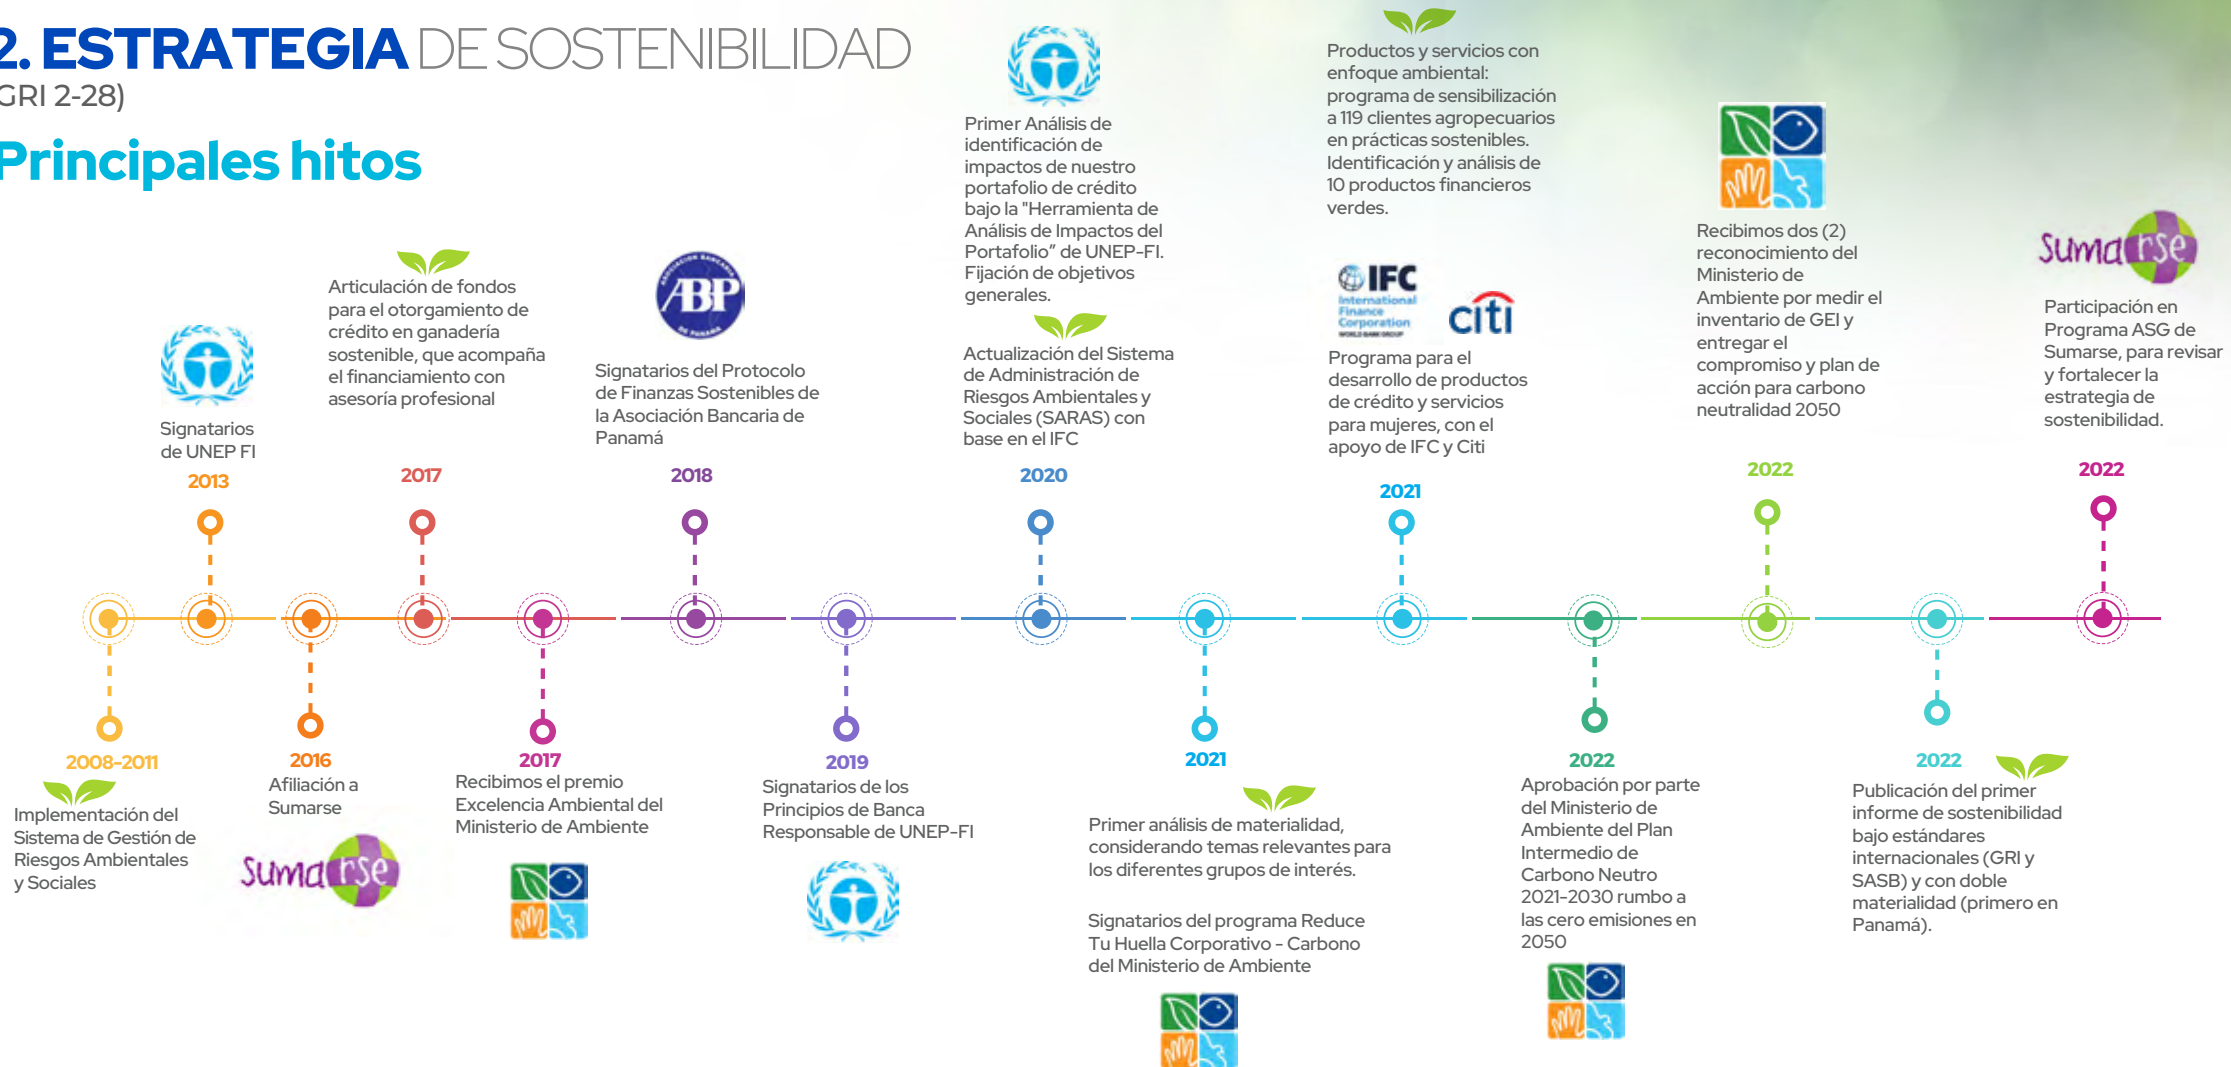 2. ESTRATEGIA DE SOSTENIBILIDAD
GRI 2-28)
Principales hitos
Signatarios
de UNEP FI
2013
Articulación de fondos
para el otorgamiento de
crédito en ganadería
sostenible, que acompaña
el financiamiento con
asesoría profesional
2017
ASOCIACION BANCARIA
ABP
DE PANAMA
Signatarios del Protocolo
de Finanzas Sostenibles de
la Asociación Bancaria de
Panamá
2018
Primer Análisis de
identificación de
impactos de nuestro
portafolio de crédito
bajo la "Herramienta de
Análisis de Impactos del
Portafolio” de UNEP-FI.
Fijación de objetivos
generales.
Actualización del Sistema
de Administración de
Riesgos Ambientales y
Sociales (SARAS) con
base en el IFC
2020
Productos y servicios con
enfoque ambiental:
programa de sensibilización
a 119 clientes agropecuarios
en prácticas sostenibles.
Identificación y análisis de
10 productos financieros
verdes.
IFC
International
Finance
Corporation
WORLD BANK GROUP
citi
Programa para el
desarrollo de productos
de crédito y servicios
para mujeres, con el
apoyo de IFC y Citi
2021
Recibimos dos (2)
reconocimiento del
Ministerio de
Ambiente por medir el
inventario de GEI y
entregar el
compromiso y plan de
acción para carbono
neutralidad 2050
2022
sumarse
Participación en
Programa ASG de
Sumarse, para revisar
y fortalecer la
estrategia de
sostenibilidad.
2022
2008-2011
Implementación del
Sistema de Gestión de
Riesgos Ambientales
y Sociales
2016
Afiliación a
Sumarse
sumarse
2017
Recibimos el premio
Excelencia Ambiental del
Ministerio de Ambiente
2019
Signatarios de los
Principios de Banca
Responsable de UNEP-FI
2021
Primer análisis de materialidad,
considerando temas relevantes para
los diferentes grupos de interés.
Signatarios del programa Reduce
Tu Huella Corporativo - Carbono
del Ministerio de Ambiente
2022
Aprobación por parte
del Ministerio de
Ambiente del Plan
Intermedio de
Carbono Neutro
2021-2030 rumbo a
las cero emisiones en
2050
2022
Publicación del primer
informe de sostenibilidad
bajo estándares
internacionales (GRI y
SASB) y con doble
materialidad (primero en
Panamá).